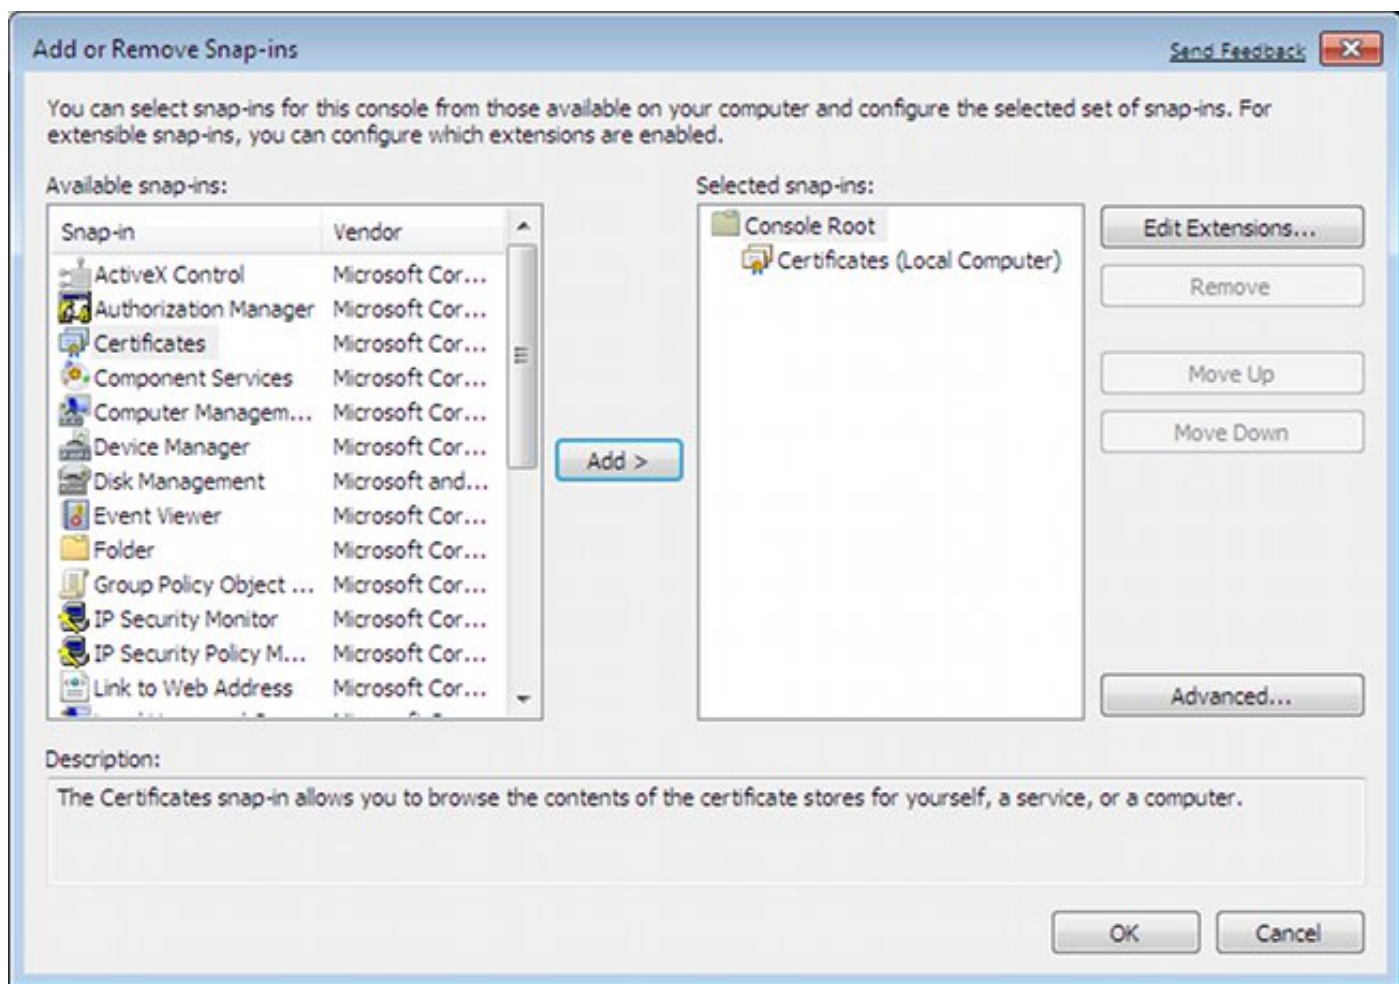 Add or Remove Snap-ins
Send Feedback
You can select snap-ins for this console from those available on your computer and configure the selected set of snap-ins. For
extensible snap-ins, you can configure which extensions are enabled.
Available snap-ins:
Snap-in Vendor
ActiveX Control Microsoft Cor...
Authorization Manager Microsoft Cor...
Certificates Microsoft Cor...
Component Services Microsoft Cor...
Computer Managem... Microsoft Cor...
Device Manager Microsoft Cor...
Disk Management Microsoft and...
Event Viewer Microsoft Cor...
Folder Microsoft Cor...
Group Policy Object ... Microsoft Cor...
IP Security Monitor Microsoft Cor...
IP Security Policy M... Microsoft Cor...
Link to Web Address Microsoft Cor...
Add >
Selected snap-ins:
Console Root
Certificates (Local Computer)
Edit Extensions...
Remove
Move Up
Move Down
Advanced...
Description:
The Certificates snap-in allows you to browse the contents of the certificate stores for yourself, a service, or a computer.
OK
Cancel